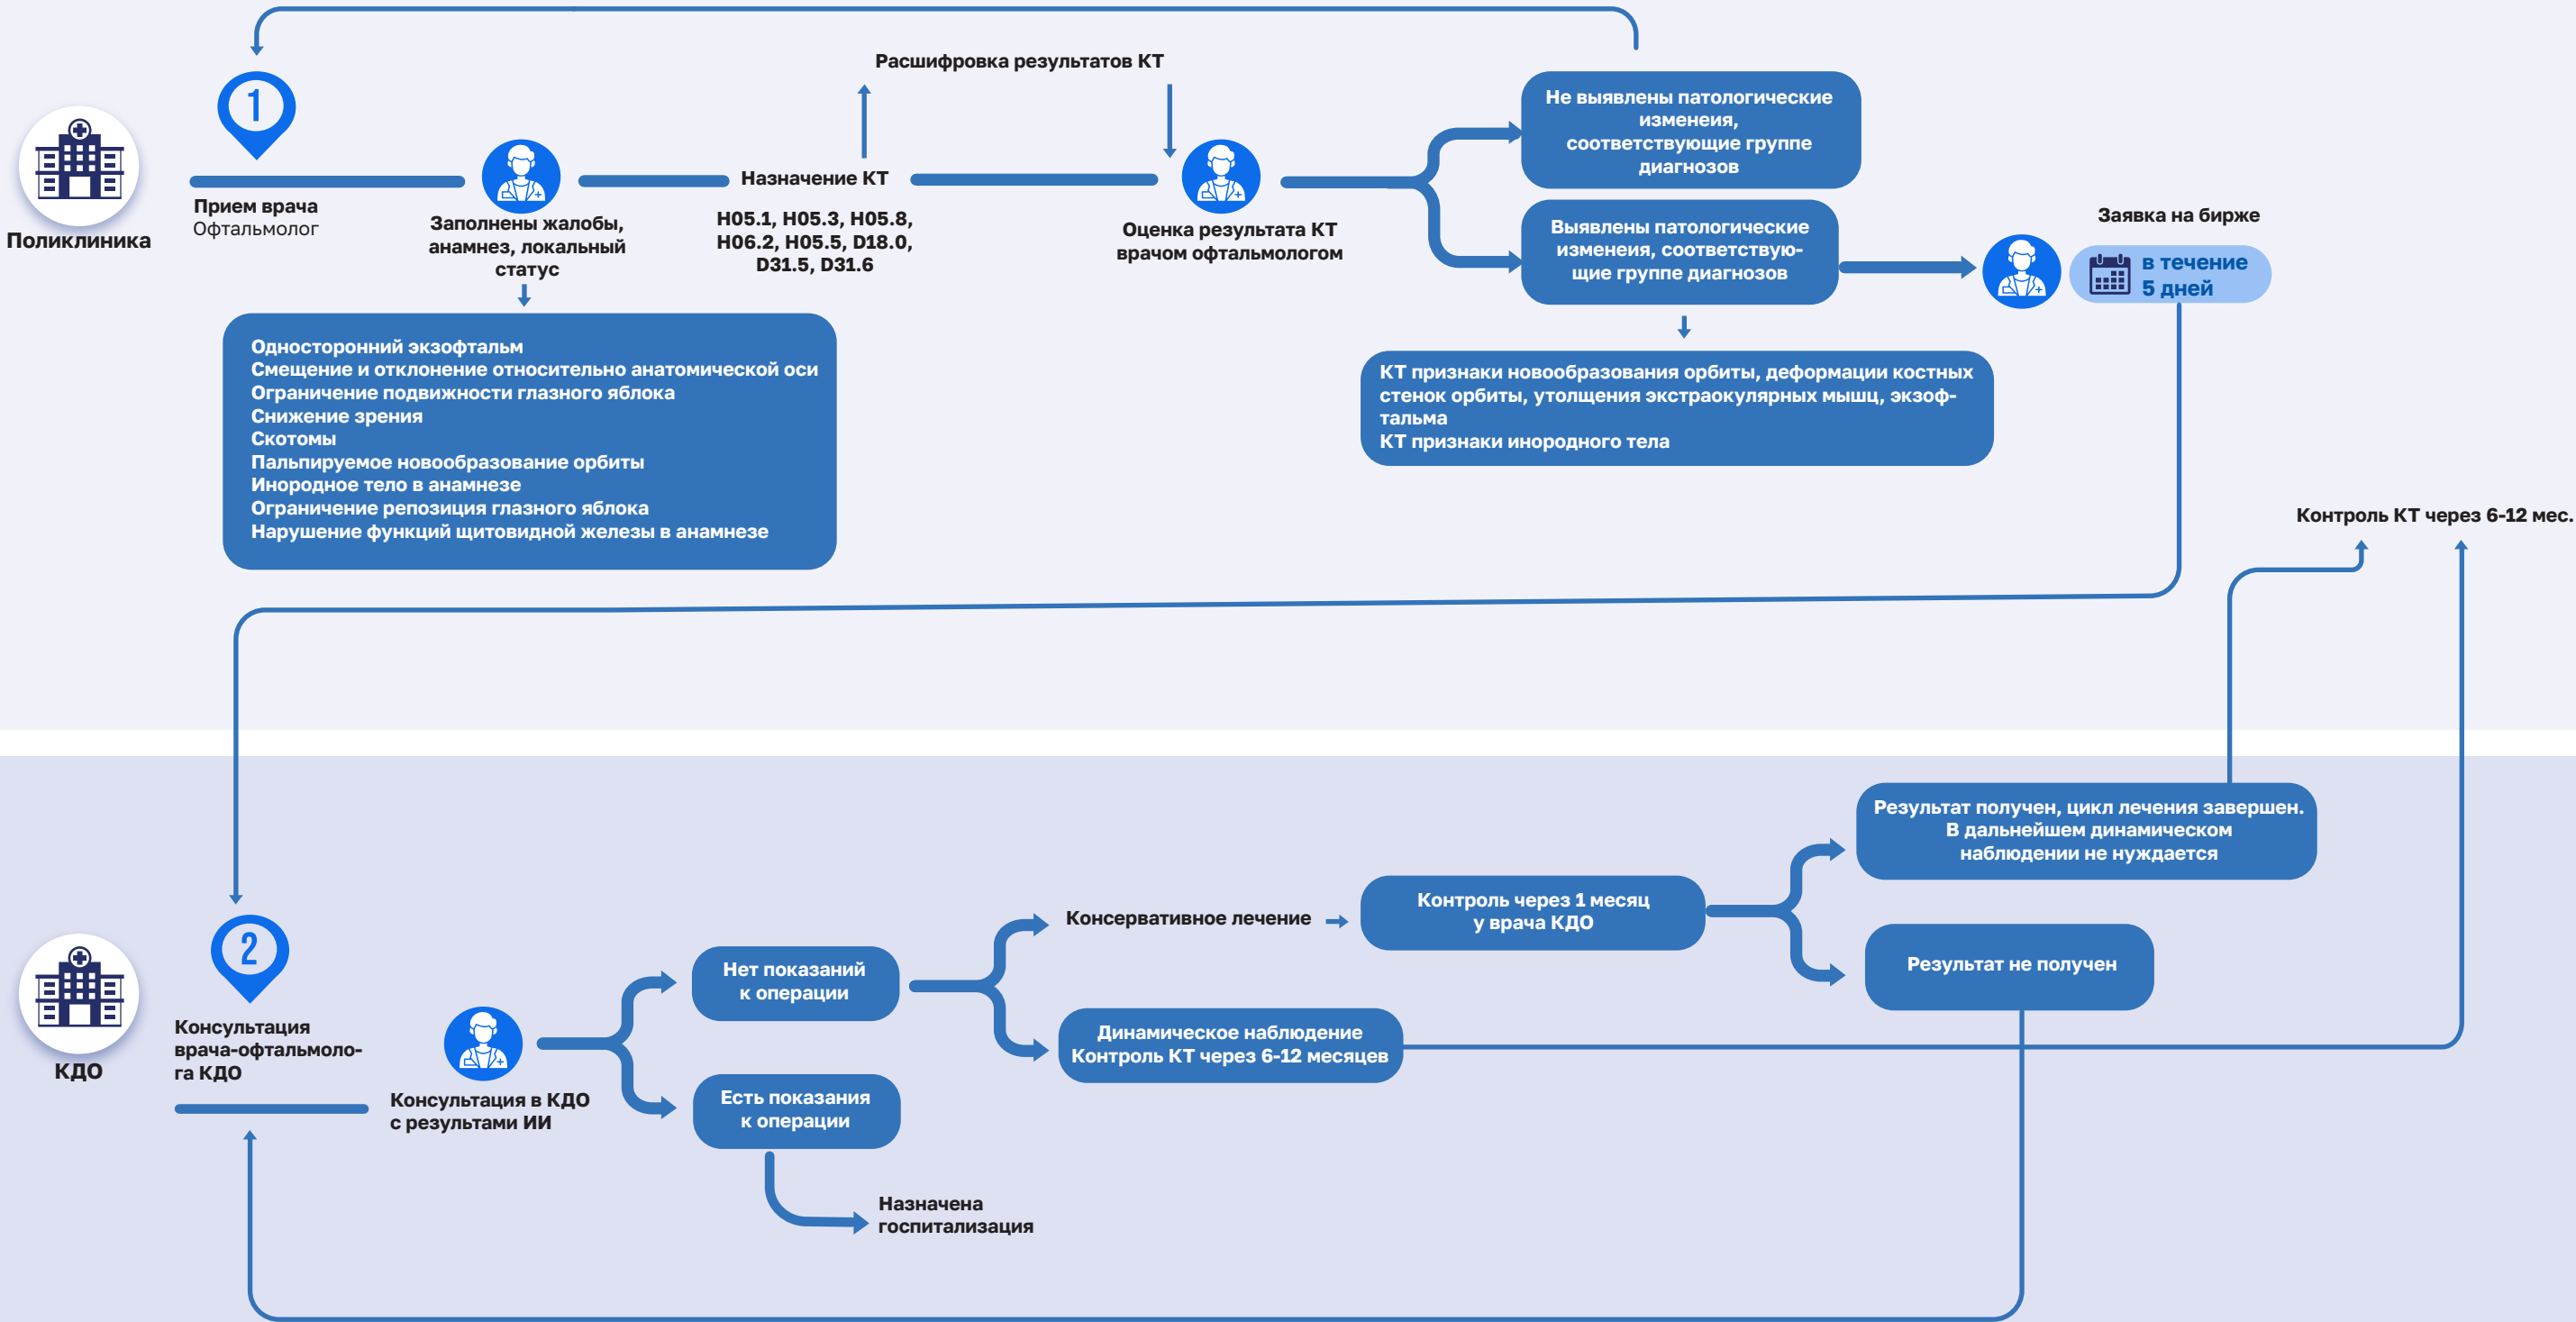 Расшифровка результатов КТ
1
Поликлиника
Прием врача
Офтальмолог
Заполнены жалобы,
анамнез, локальный
статус
Назначение КТ
H05.1, H05.3, H05.8,
H06.2, H05.5, D18.0,
D31.5, D31.6
Оценка результата КТ
врачом офтальмологом
Не выявлены патологические
изменеия,
соответствующие группе
диагнозов
Выявлены патологические
изменеия, соответствую-
щие группе диагнозов
Заявка на бирже
в течение
5 дней
Односторонний экзофтальм
Смещение и отклонение относительно анатомической оси
Ограничение подвижности глазного яблока
Снижение зрения
Скотомы
Пальпируемое новообразование орбиты
Инородное тело в анамнезе
Ограничение репозиция глазного яблока
Нарушение функций щитовидной железы в анамнезе
КТ признаки новообразования орбиты, деформации костных
стенок орбиты, утолщения экстраокулярных мышц, экзоф-
тальма
КТ признаки инородного тела
Контроль КТ через 6-12 мес.
2
КДО
Консультация
врача-офтальмоло-
га КДО
Консультация в КДО
с результами ИИ
Нет показаний
к операции
Есть показания
к операции
Назначена
госпитализация
Консервативное лечение
Динамическое наблюдение
Контроль КТ через 6-12 месяцев
Контроль через 1 месяц
у врача КДО
Результат получен, цикл лечения завершен.
В дальнейшем динамическом
наблюдении не нуждается
Результат не получен